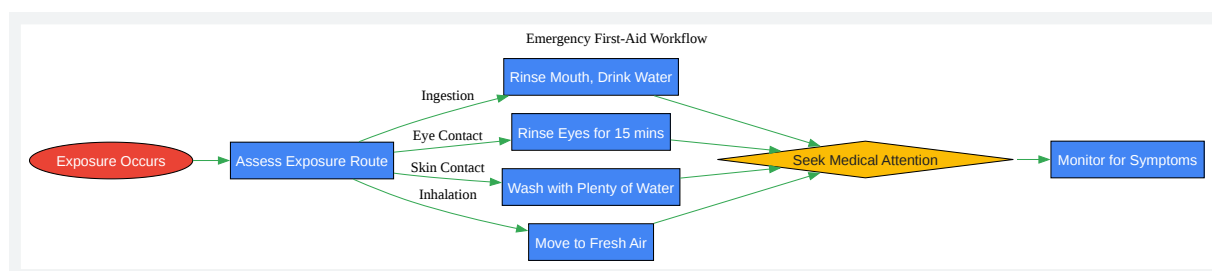 Emergency First-Aid Workflow
Exposure Occurs
Assess Exposure Route
Ingestion
Eye Contact
Skin Contact
Inhalation
Rinse Mouth, Drink Water
Rinse Eyes for 15 mins
Wash with Plenty of Water
Move to Fresh Air
Seek Medical Attention
Monitor for Symptoms